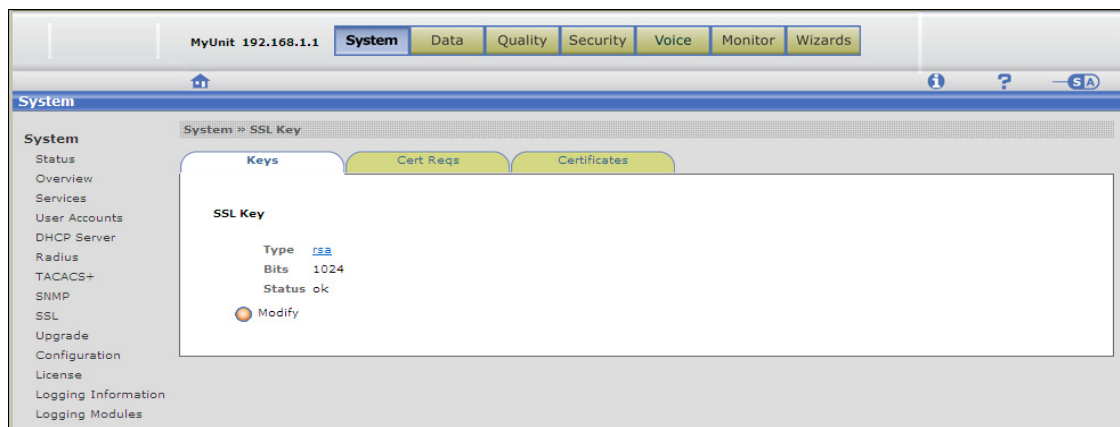 MyUnit 192.168.1.1 System Data Quality Security Voice Monitor Wizards
i ? SA
System
System
Status
Overview
Services
User Accounts
DHCP Server
Radius
TACACS+
SNMP
SSL
Upgrade
Configuration
License
Logging Information
Logging Modules
System » SSL Key
Keys Cert Reqs Certificates
SSL Key
Type rsa
Bits 1024
Status ok
Modify